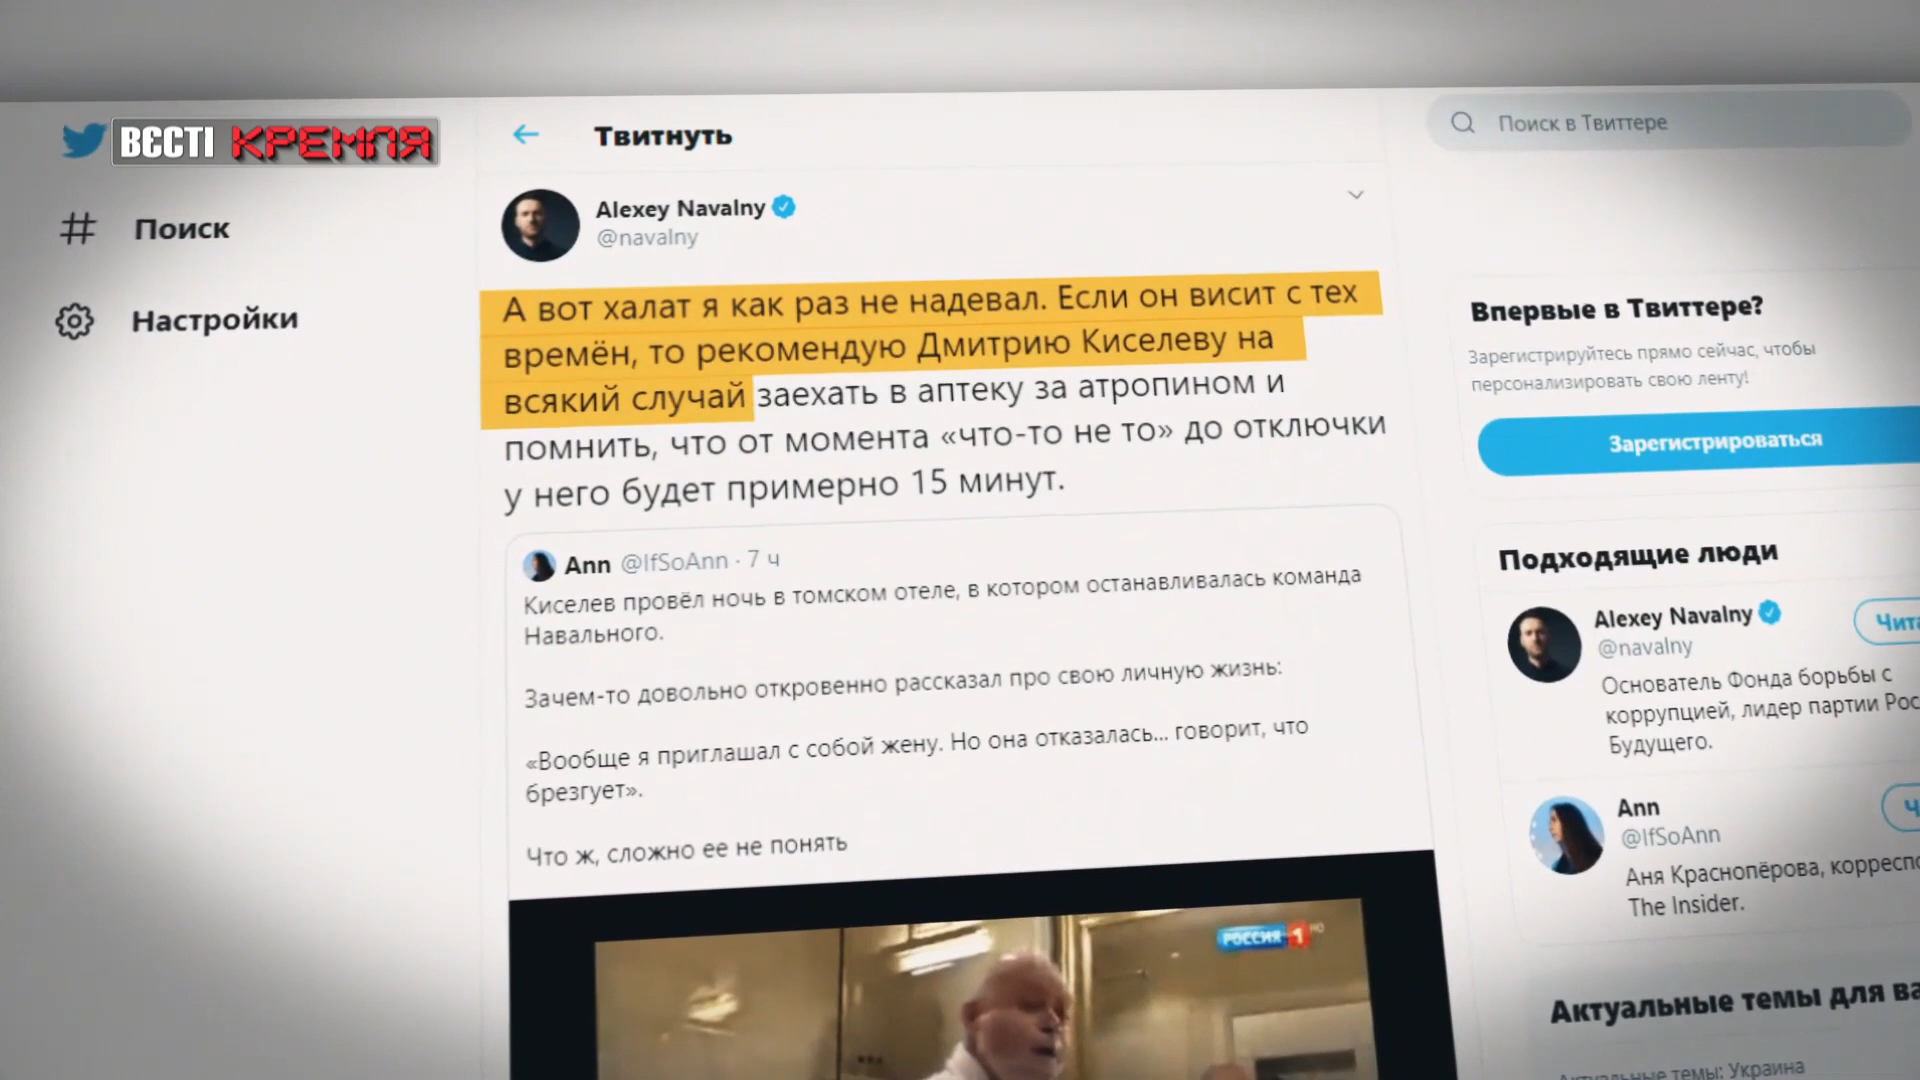 ВЄСТІ КРЕМЛЯ
Поиск
Настройки
Твитнуть
Alexey Navalny
@navalny
А вот халат я как раз не надевал. Если он висит с тех
времён, то рекомендую Дмитрию Киселеву на
всякий случай заехать в аптеку за атропином и
помнить, что от момента «что-то не то» до отключки
у него будет примерно 15 минут.
Ann @IfSoAnn · 7 ч
Киселев провёл ночь в томском отеле, в котором останавливалась команда
Навального.
Зачем-то довольно откровенно рассказал про свою личную жизнь:
«Вообще я приглашал с собой жену. Но она отказалась... говорит, что
брезгует».
Что ж, сложно ее не понять
РОССИЯ 1 HD
Поиск в Твиттере
Впервые в Твиттере?
Зарегистрируйтесь прямо сейчас, чтобы
персонализировать свою ленту!
Зарегистрироваться
Подходящие люди
Alexey Navalny
@navalny
Чита
Основатель Фонда борьбы с
коррупцией, лидер партии Рос
Будущего.
Ann
@IfSoAnn
Ч
Аня Краснопёрова, корреспо
The Insider.
Актуальные темы для ва
Актуальные темы: Украина